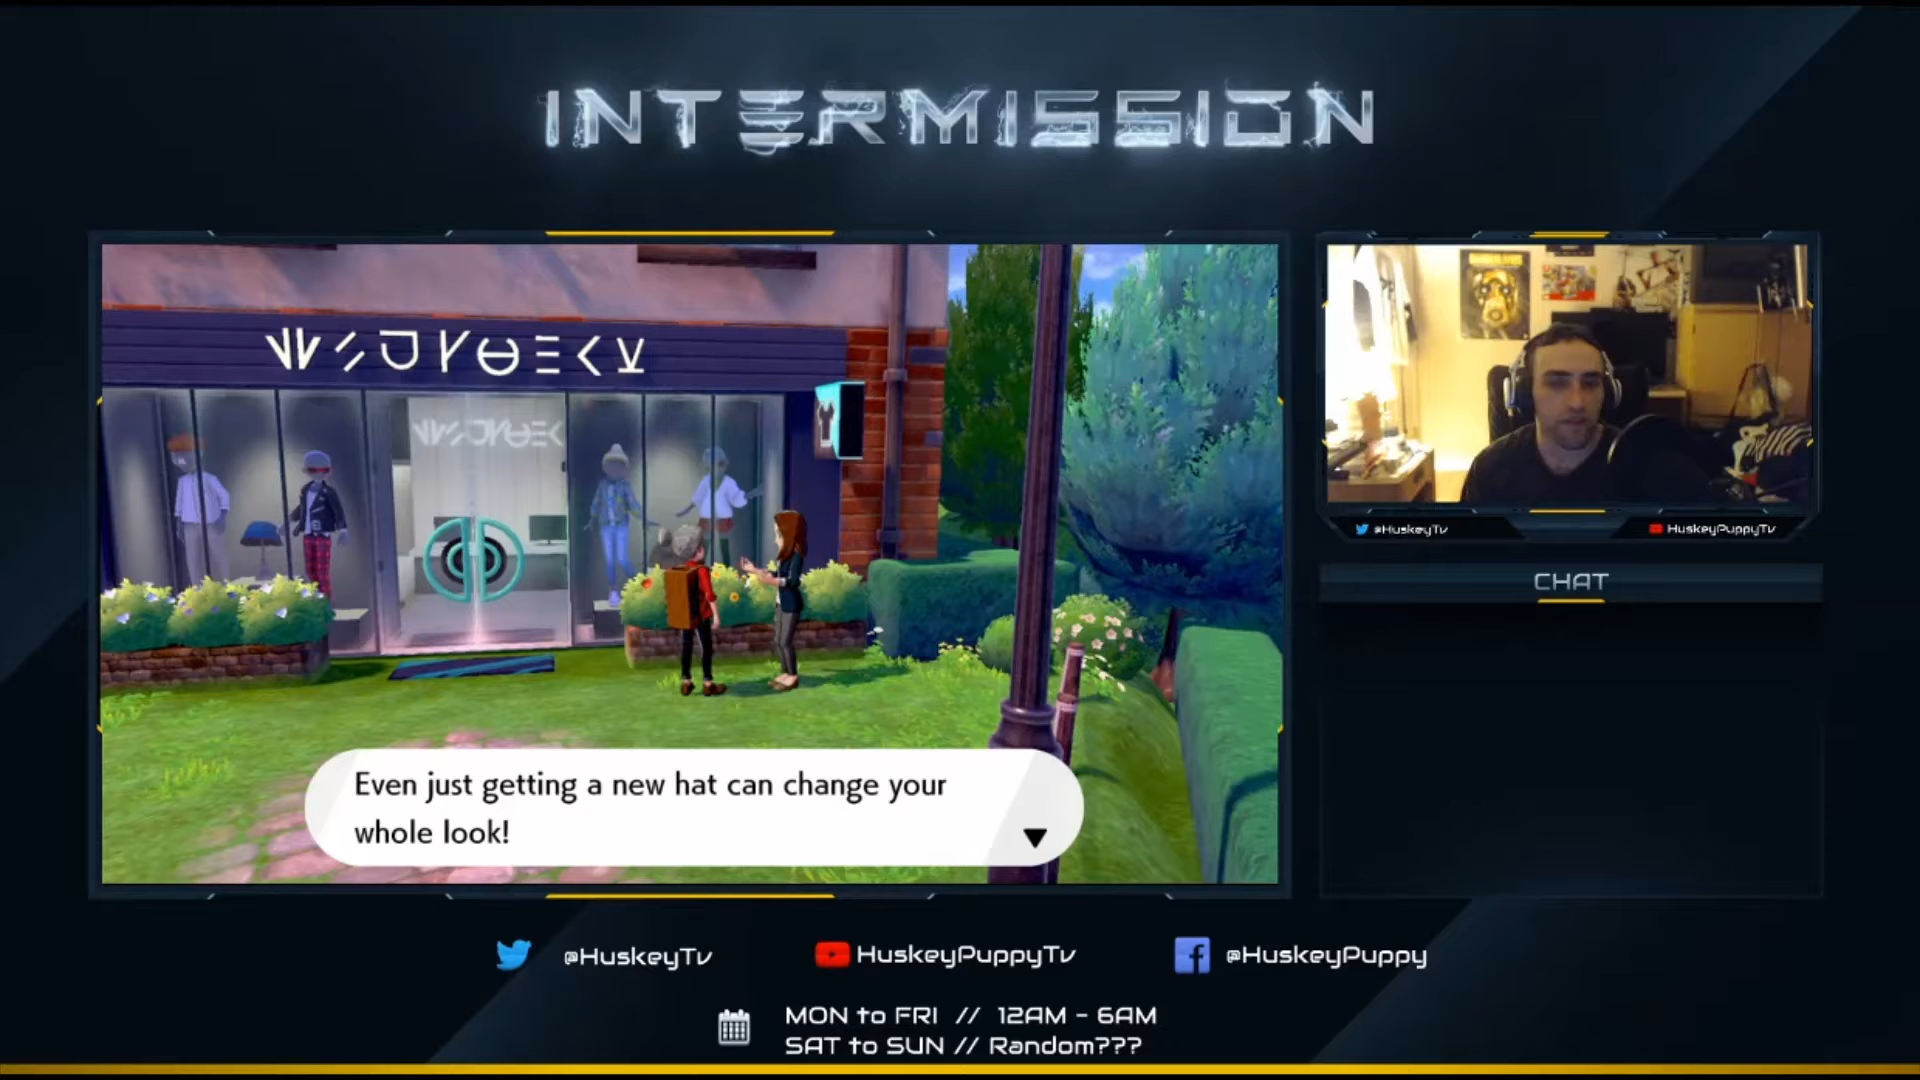 INTERMISSION
Even just getting a new hat can change your
whole look!
@HuskeyTv
HuskeyPuppyTv
CHAT
@HuskeyTv
HuskeyPuppyTv
@HuskeyPuppy
MON to FRI // 12AM - 6AM
SAT to SUN // Random???